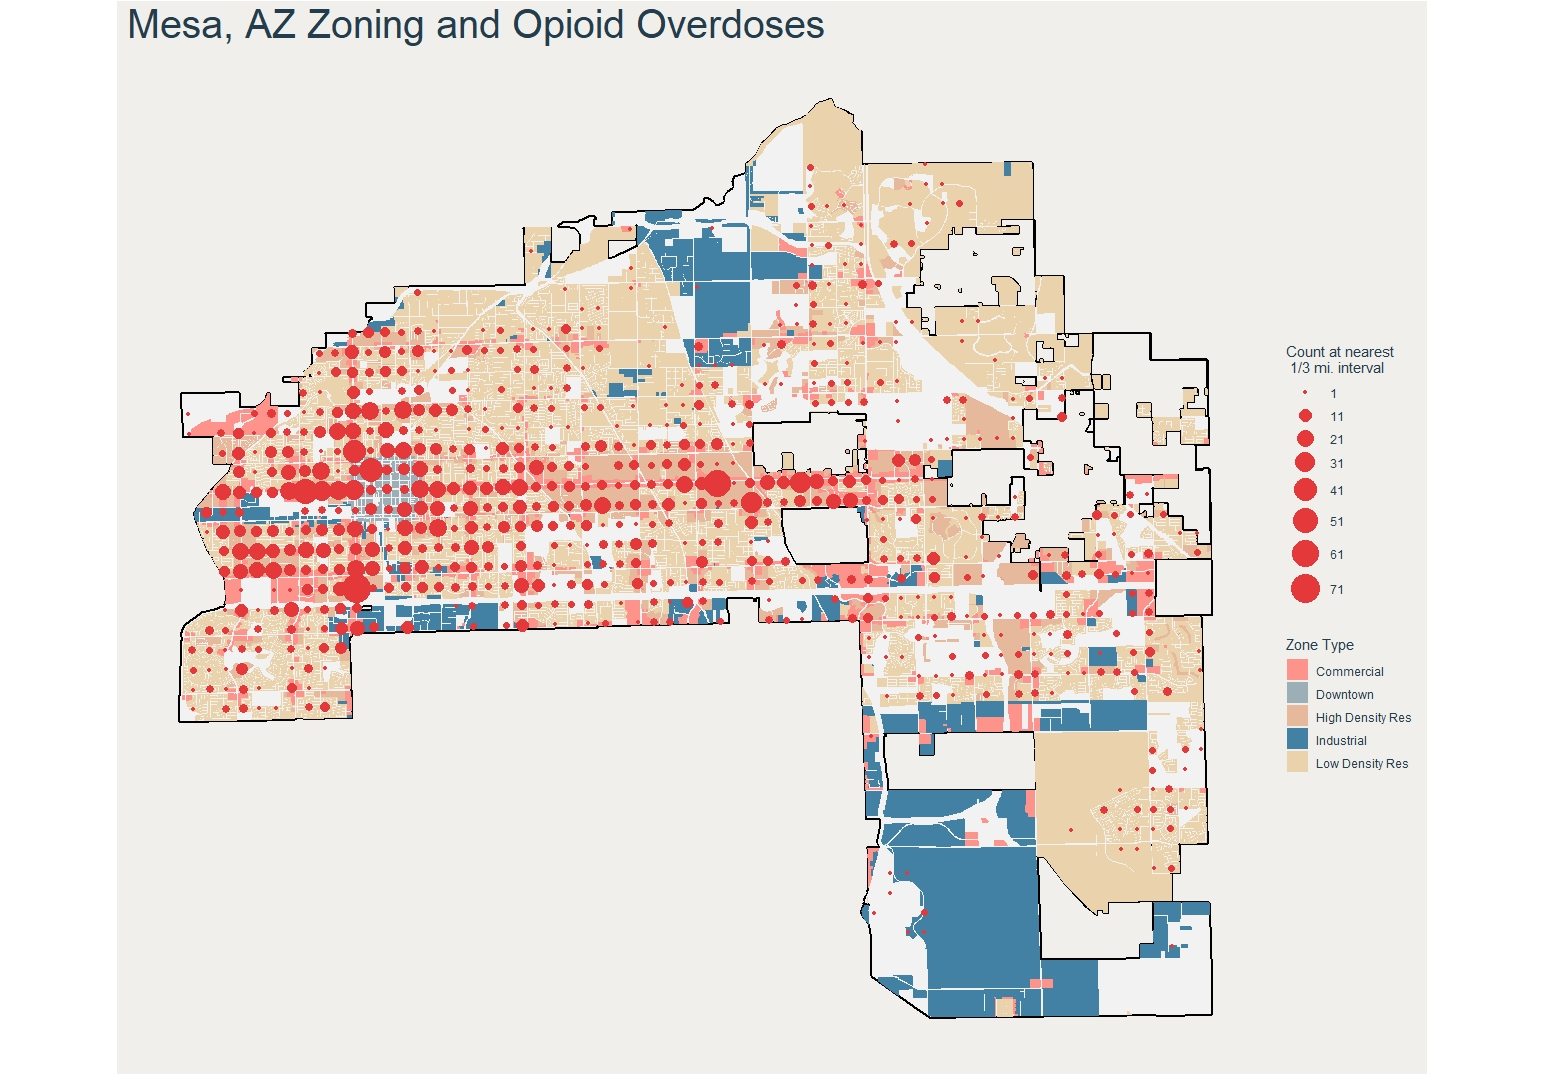 Mesa, AZ Zoning and Opioid Overdoses
Count at nearest
1/3 mi. interval
1
11
21
31
41
51
61
71
Zone Type
Commercial
Downtown
High Density Res
Industrial
Low Density Res